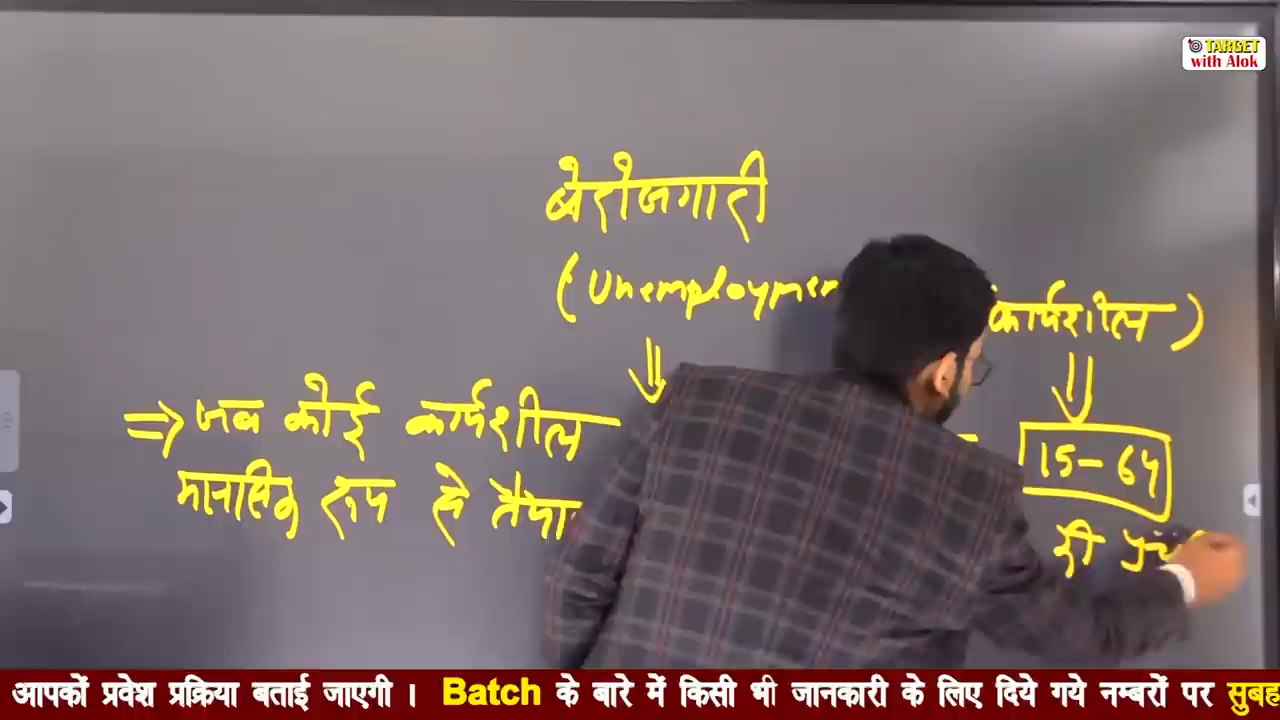 TARGET
with Alok
बेरोजगारी
(Unemploymen
कार्यशील)
⇒ जब कोई कार्यशील
15-64
मानसिक रूप से तैया
ही
आपकों प्रवेश प्रक्रिया बताई जाएगी । Batch के बारे में किसी भी जानकारी के लिए दिये गये नम्बरों पर सुबह